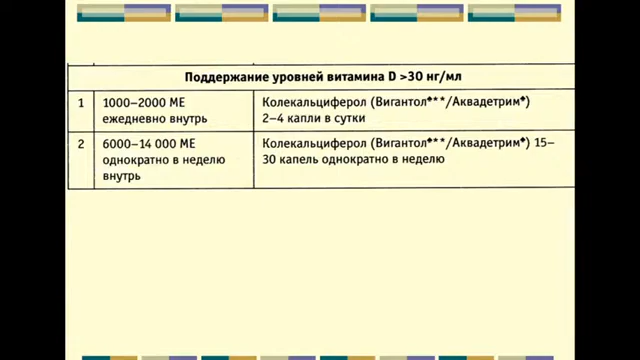 Поддержание уровней витамина D >30 нг/мл
1 1000–2000 МЕ Колекальциферол (Вигантол♣***/Аквадетрим♣)
ежедневно внутрь 2–4 капли в сутки
2 6000–14 000 МЕ Колекальциферол (Вигантол♣***/Аквадетрим♣) 15–
однократно в неделю 30 капель однократно в неделю
внутрь